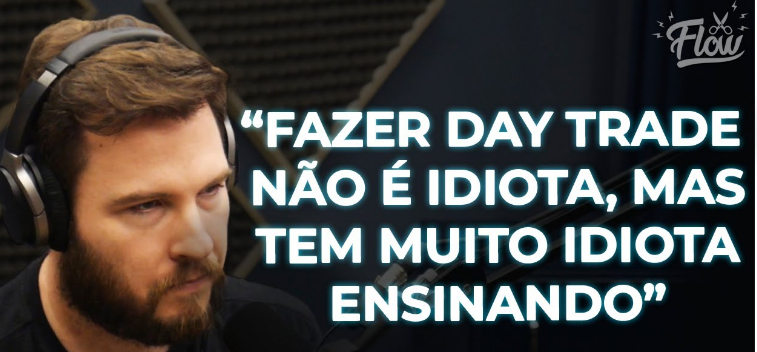 Flow
“FAZER DAY TRADE
NÃO É IDIOTA, MAS
TEM MUITO IDIOTA
ENSINANDO”